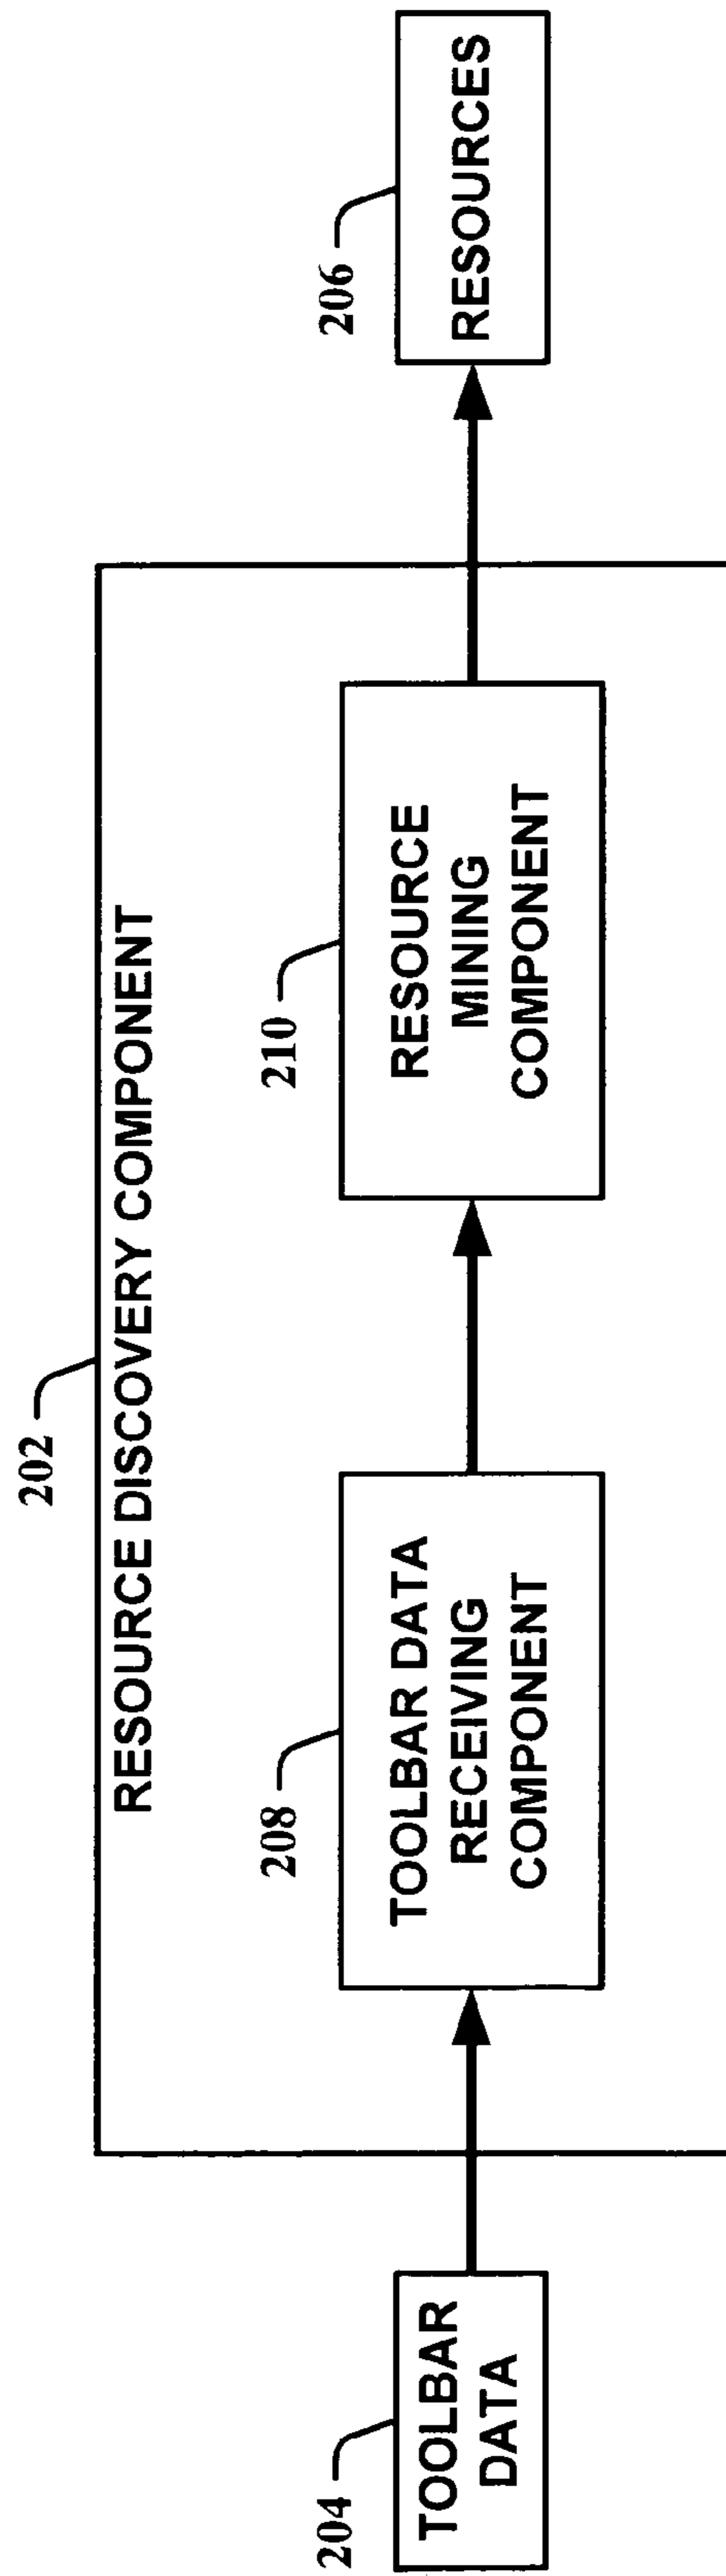 202
RESOURCE DISCOVERY COMPONENT
204
TOOLBAR
DATA
208
TOOLBAR DATA
RECEIVING
COMPONENT
210
RESOURCE
MINING
COMPONENT
206
RESOURCES